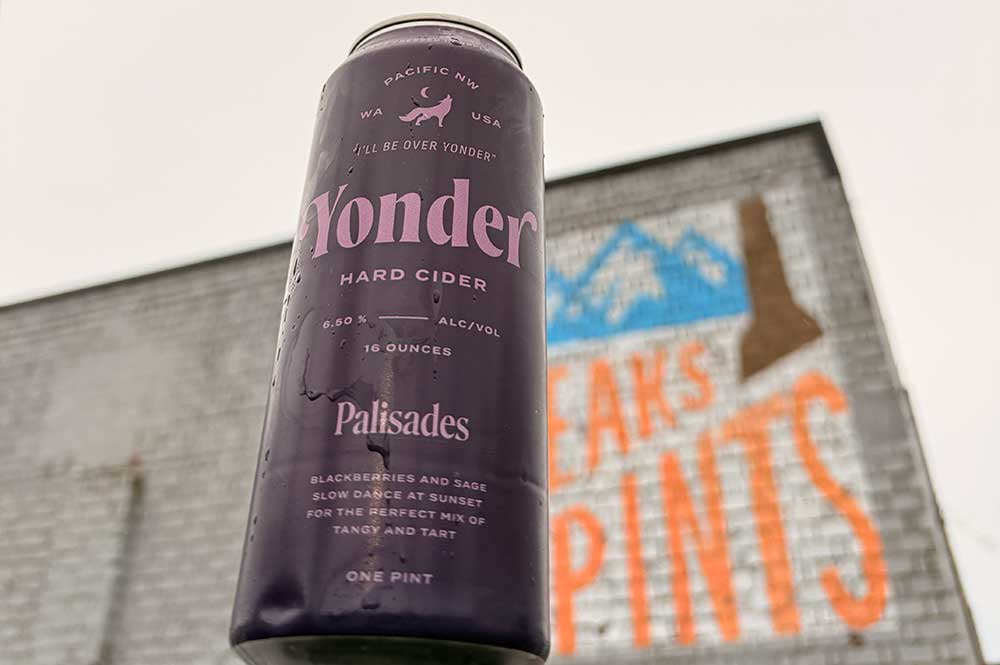 PACIFIC NW
WA USA
"I'LL BE OVER YONDER"
Yonder
HARD CIDER
6.50 % ALC/VOL
16 OUNCES
Palisades
BLACKBERRIES AND SAGE
SLOW DANCE AT SUNSET
FOR THE PERFECT MIX OF
TANGY AND TART
ONE PINT
EAKS
PINTS